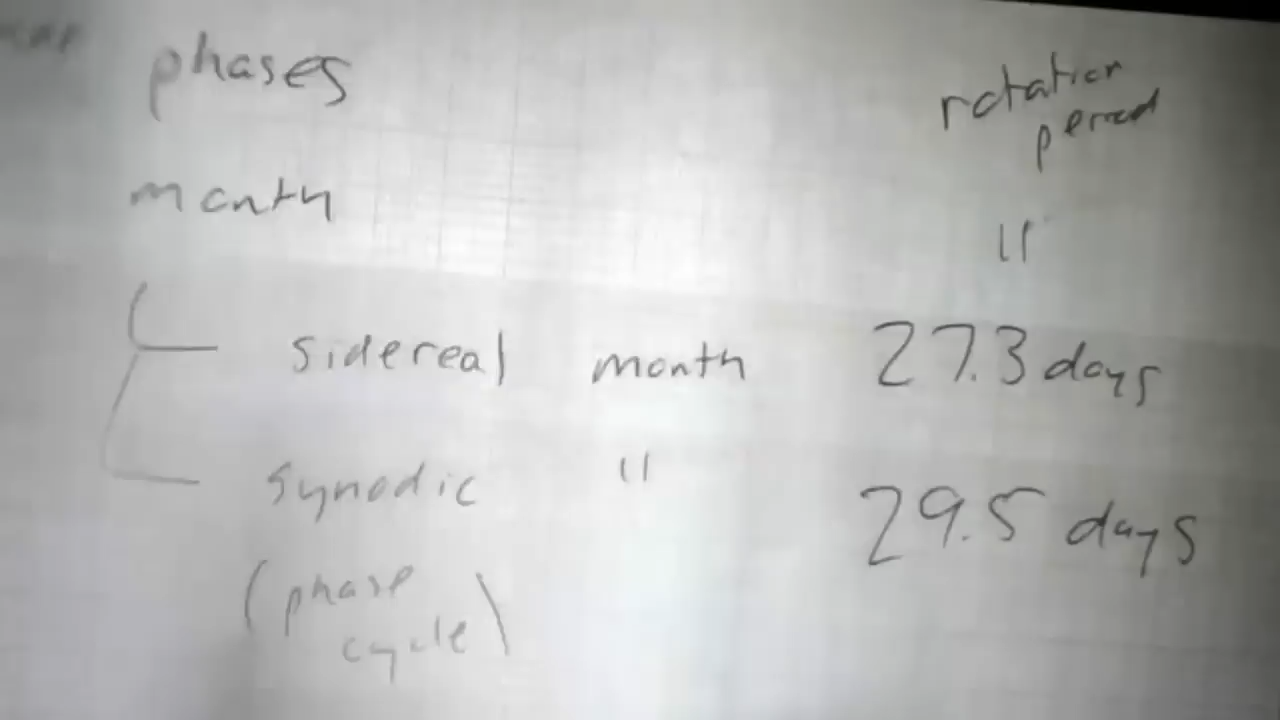 phases
rotation
period
month
||
sidereal month 27.3 days
synodic " 29.5 days
(phase
cycle)